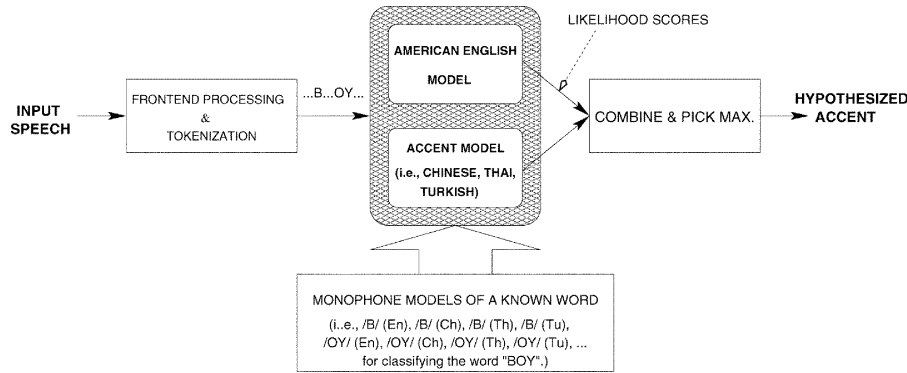 LIKELIHOOD SCORES
AMERICAN ENGLISH
MODEL
...B...OY...
FRONTEND PROCESSING
&
TOKENIZATION
INPUT
SPEECH
COMBINE & PICK MAX.
HYPOTHESIZED
ACCENT
ACCENT MODEL
(i.e., CHINESE, THAI,
TURKISH)
MONOPHONE MODELS OF A KNOWN WORD
(i..e., /B/ (En), /B/ (Ch), /B/ (Th), /B/ (Tu),
/OY/ (En), /OY/ (Ch), /OY/ (Th), /OY/ (Tu), ...
for classifying the word "BOY".)